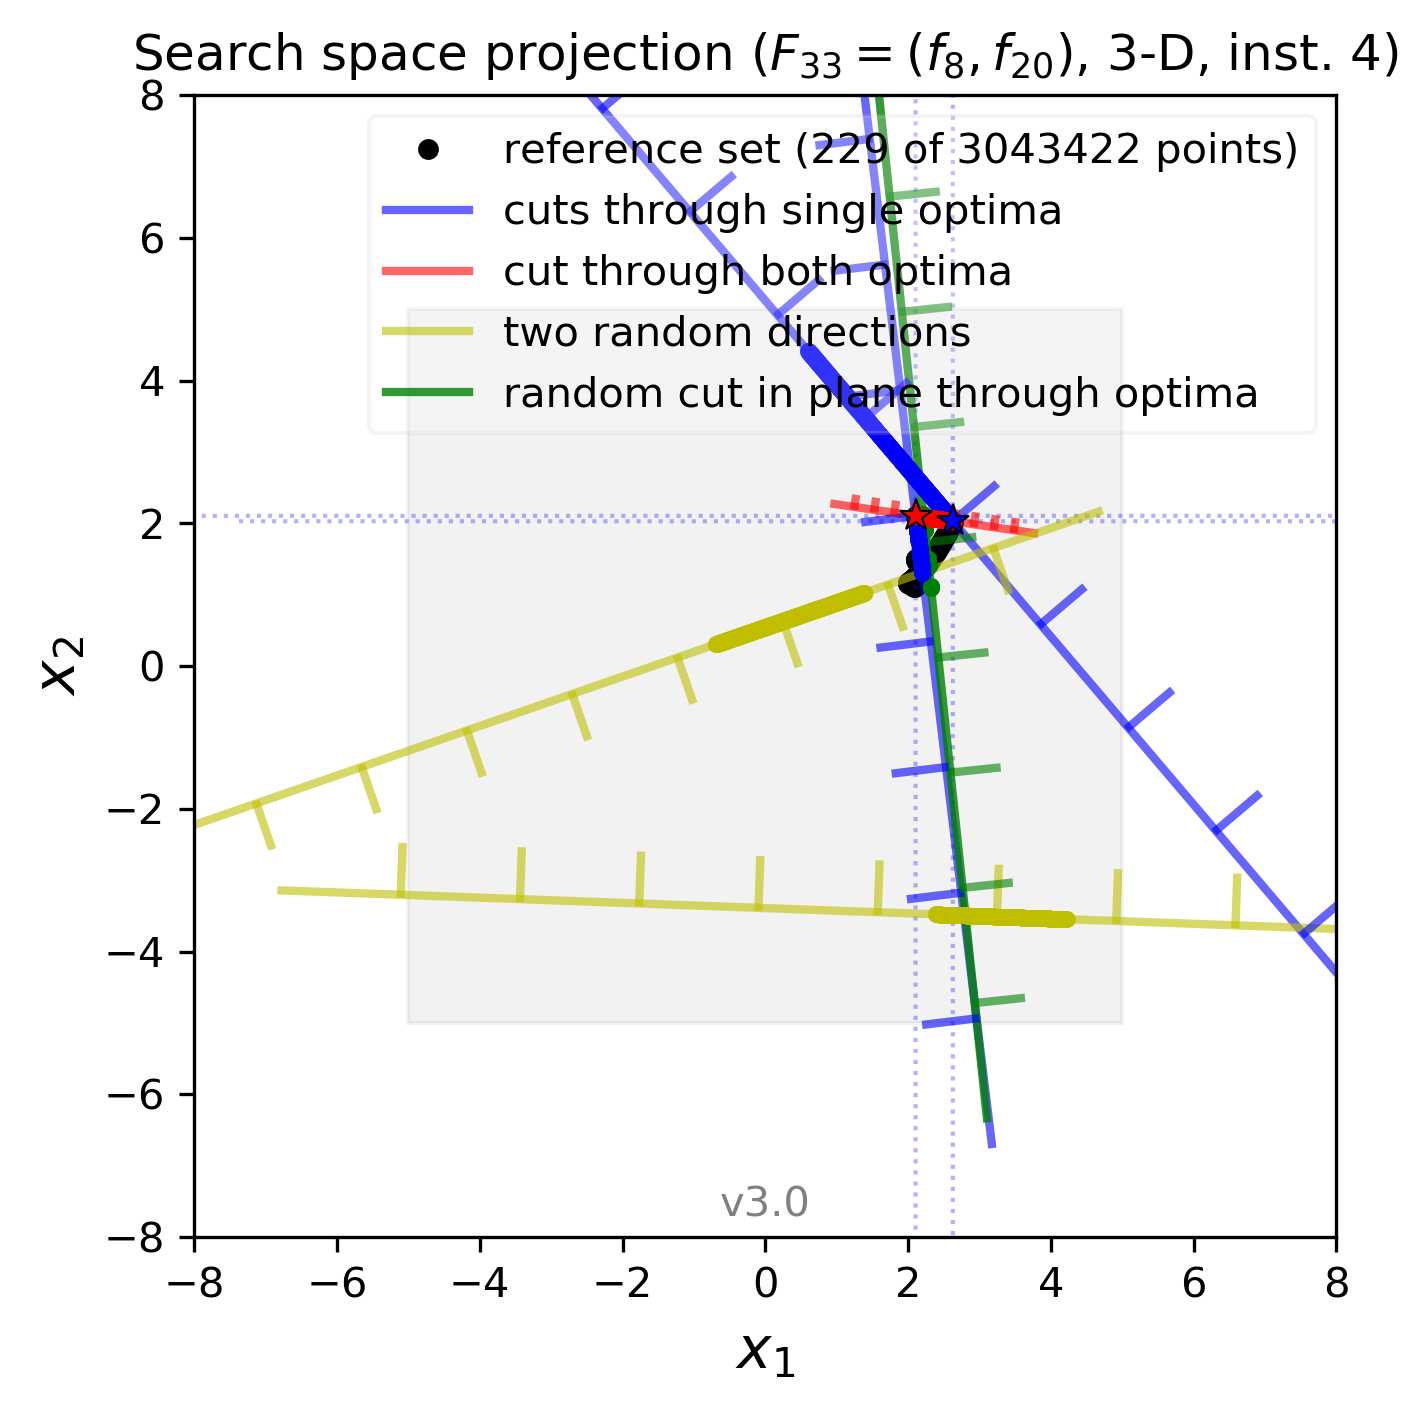 Search space projection (F₃₃ = (f₈, f₂₀), 3-D, inst. 4)
reference set (229 of 3043422 points)
cuts through single optima
cut through both optima
two random directions
random cut in plane through optima
8
6
4
2
0
−2
−4
−6
−8
x₂
v3.0
−8 −6 −4 −2 0 2 4 6 8
x₁